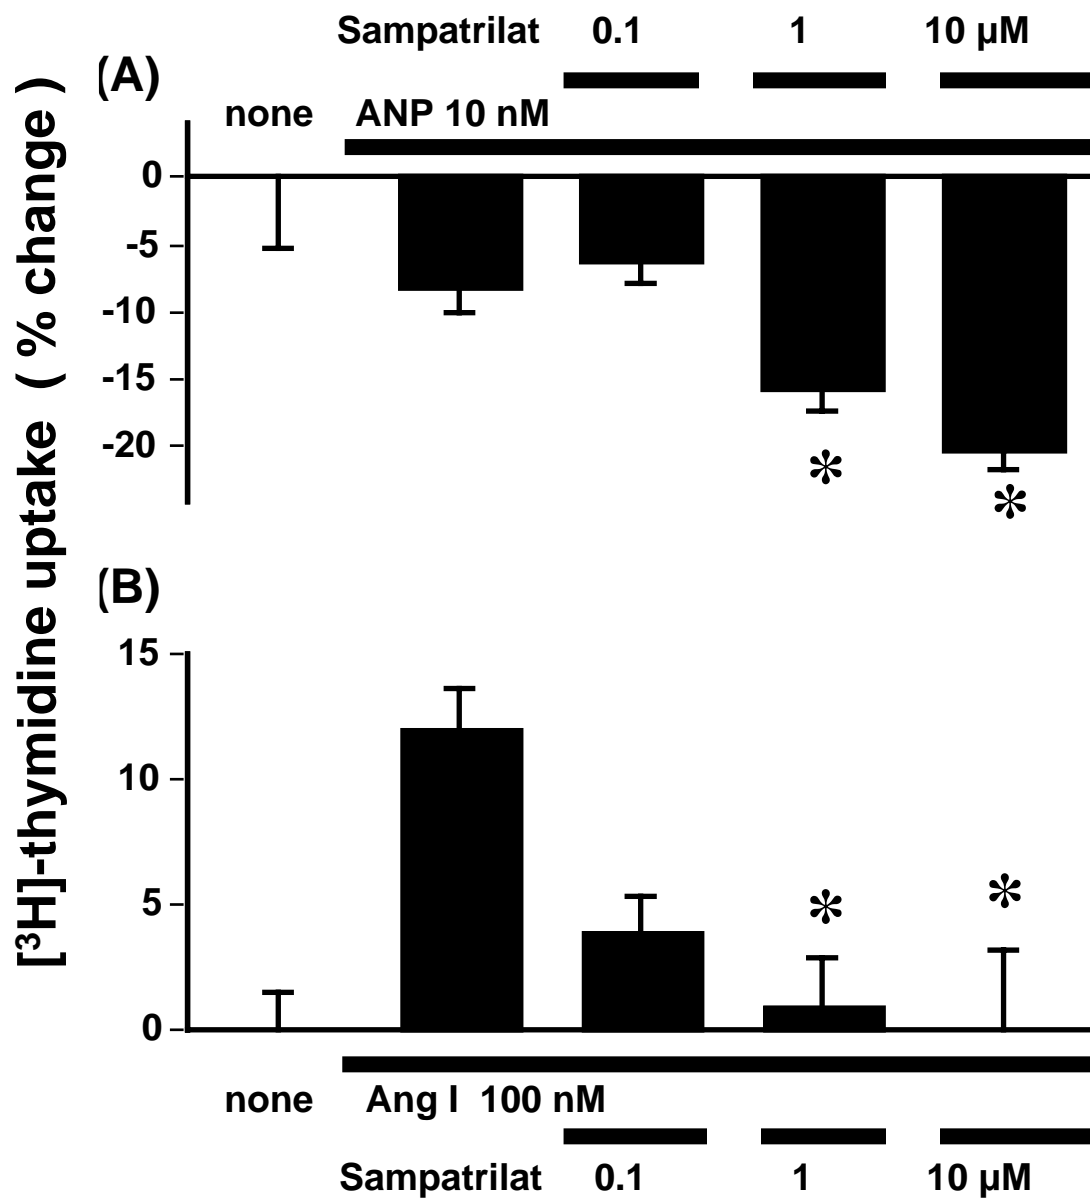 Sampatrilat 0.1 1 10 µM
(A)
none ANP 10 nM
0
-5
-10
-15
-20
*
*
[³H]-thymidine uptake ( % change )
(B)
15
10
5
0
*
*
none Ang I 100 nM
Sampatrilat 0.1 1 10 µM